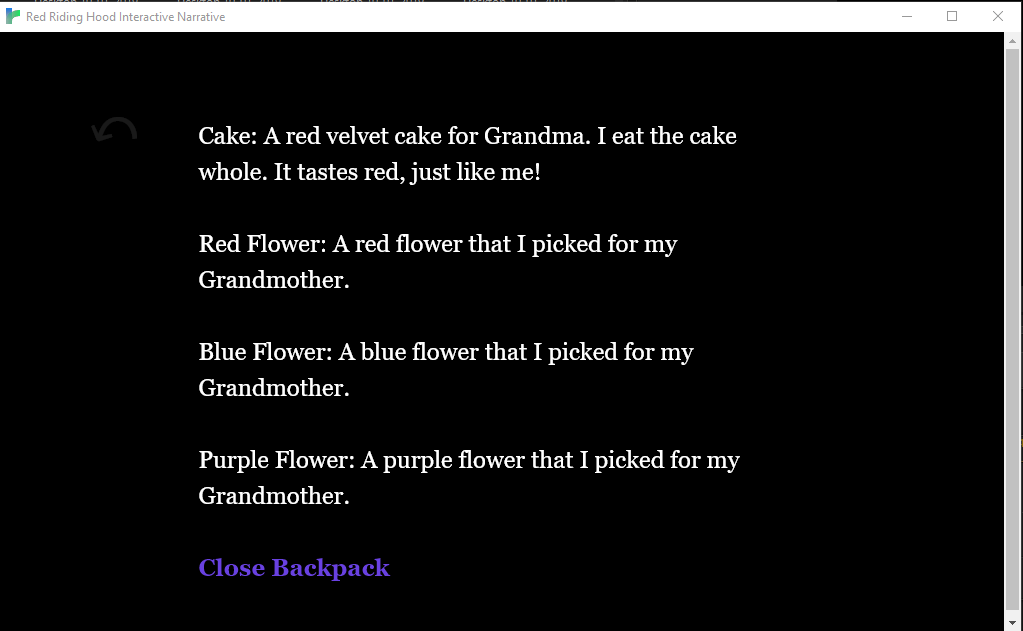 Red Riding Hood Interactive Narrative
Cake: A red velvet cake for Grandma. I eat the cake
whole. It tastes red, just like me!
Red Flower: A red flower that I picked for my
Grandmother.
Blue Flower: A blue flower that I picked for my
Grandmother.
Purple Flower: A purple flower that I picked for my
Grandmother.
Close Backpack